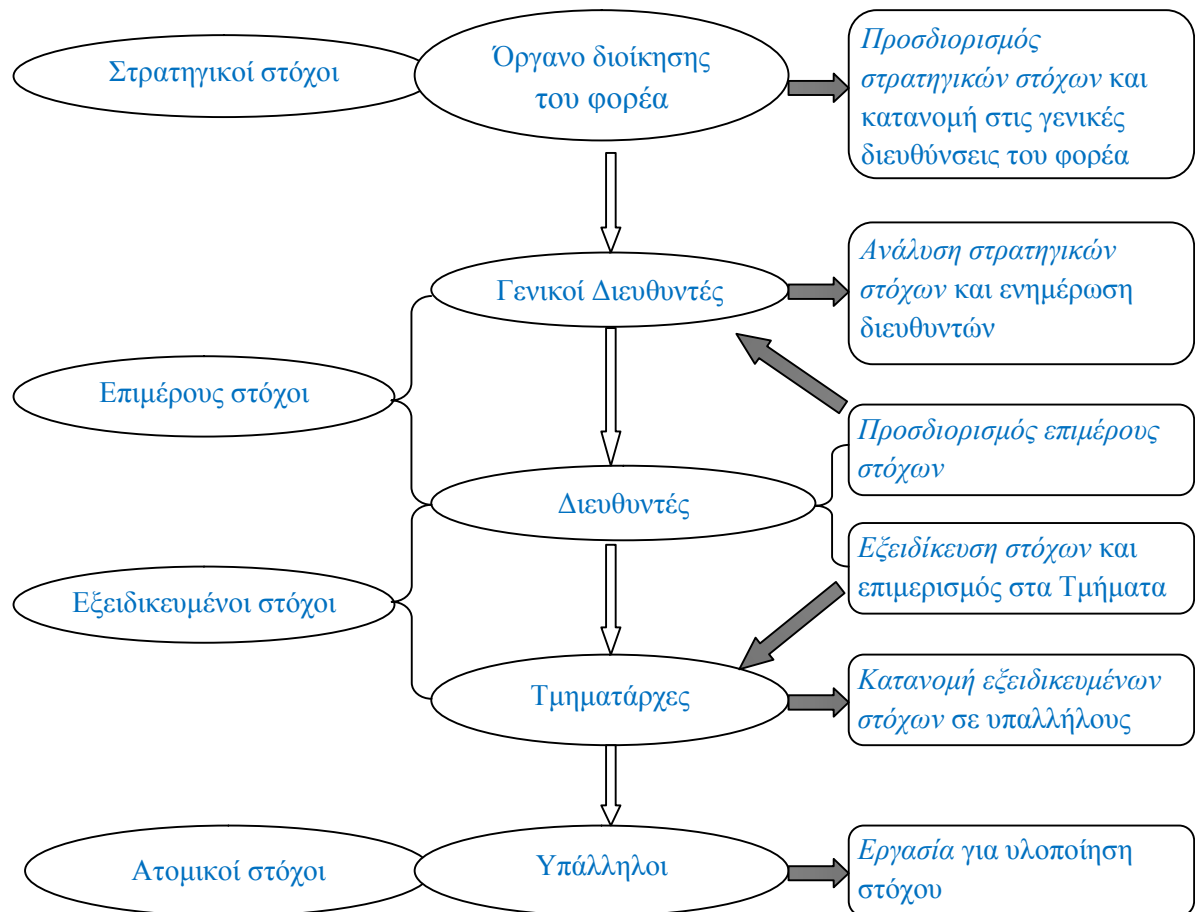 Στρατηγικοί στόχοι
Όργανο διοίκησης
του φορέα
Προσδιορισμός
στρατηγικών στόχων και
κατανομή στις γενικές
διευθύνσεις του φορέα
Γενικοί Διευθυντές
Ανάλυση στρατηγικών
στόχων και ενημέρωση
διευθυντών
Επιμέρους στόχοι
Προσδιορισμός επιμέρους
στόχων
Διευθυντές
Εξειδίκευση στόχων και
επιμερισμός στα Τμήματα
Εξειδικευμένοι στόχοι
Τμηματάρχες
Κατανομή εξειδικευμένων
στόχων σε υπαλλήλους
Ατομικοί στόχοι
Υπάλληλοι
Εργασία για υλοποίηση
στόχου